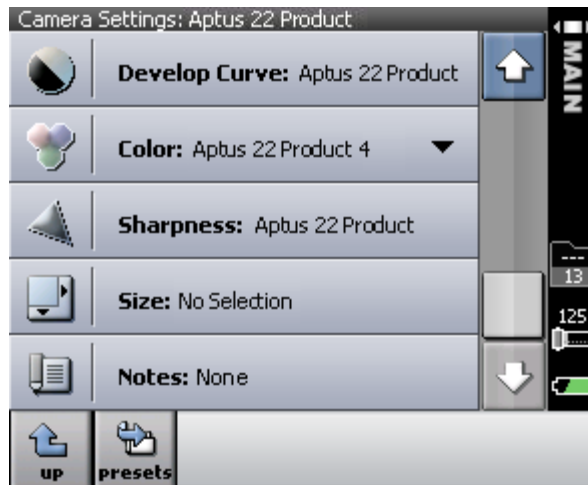 Camera Settings: Aptus 22 Product
Develop Curve: Aptus 22 Product
Color: Aptus 22 Product 4
Sharpness: Aptus 22 Product
Size: No Selection
Notes: None
MAIN
---
13
125
up
presets